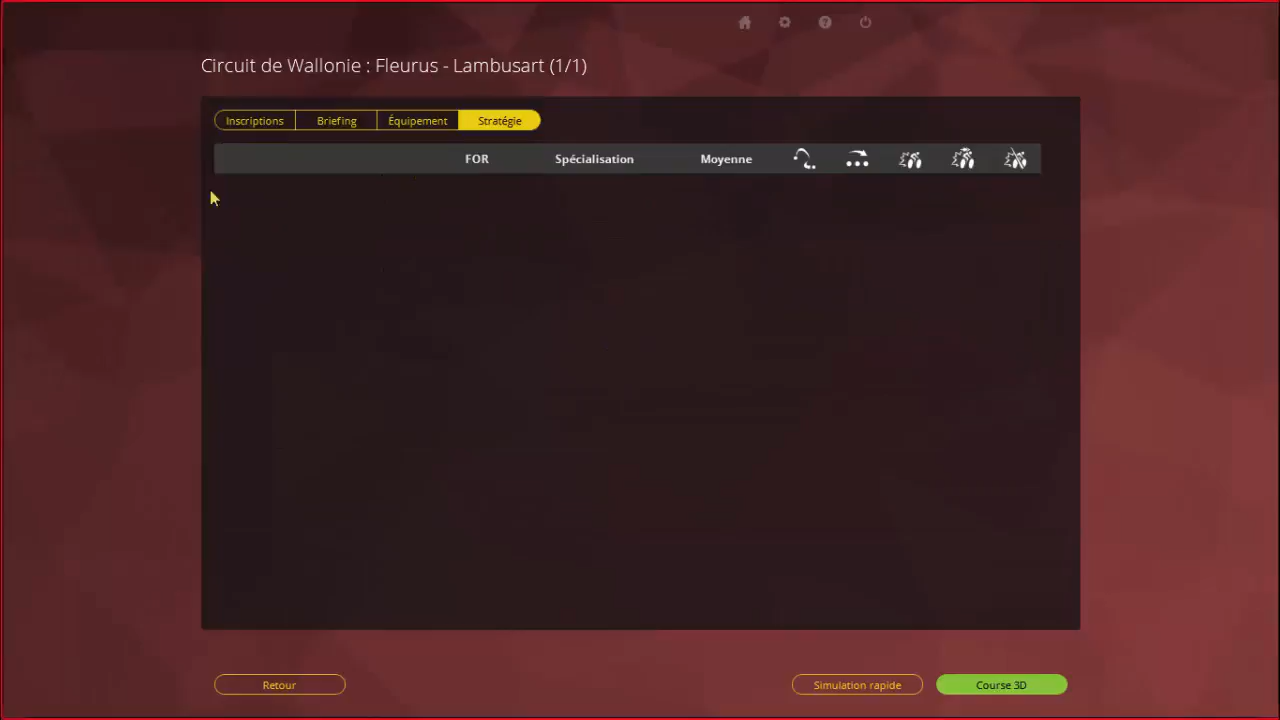 Circuit de Wallonie : Fleurus - Lambusart (1/1)
Inscriptions Briefing Équipement Stratégie
FOR Spécialisation Moyenne
Retour Simulation rapide Course 3D